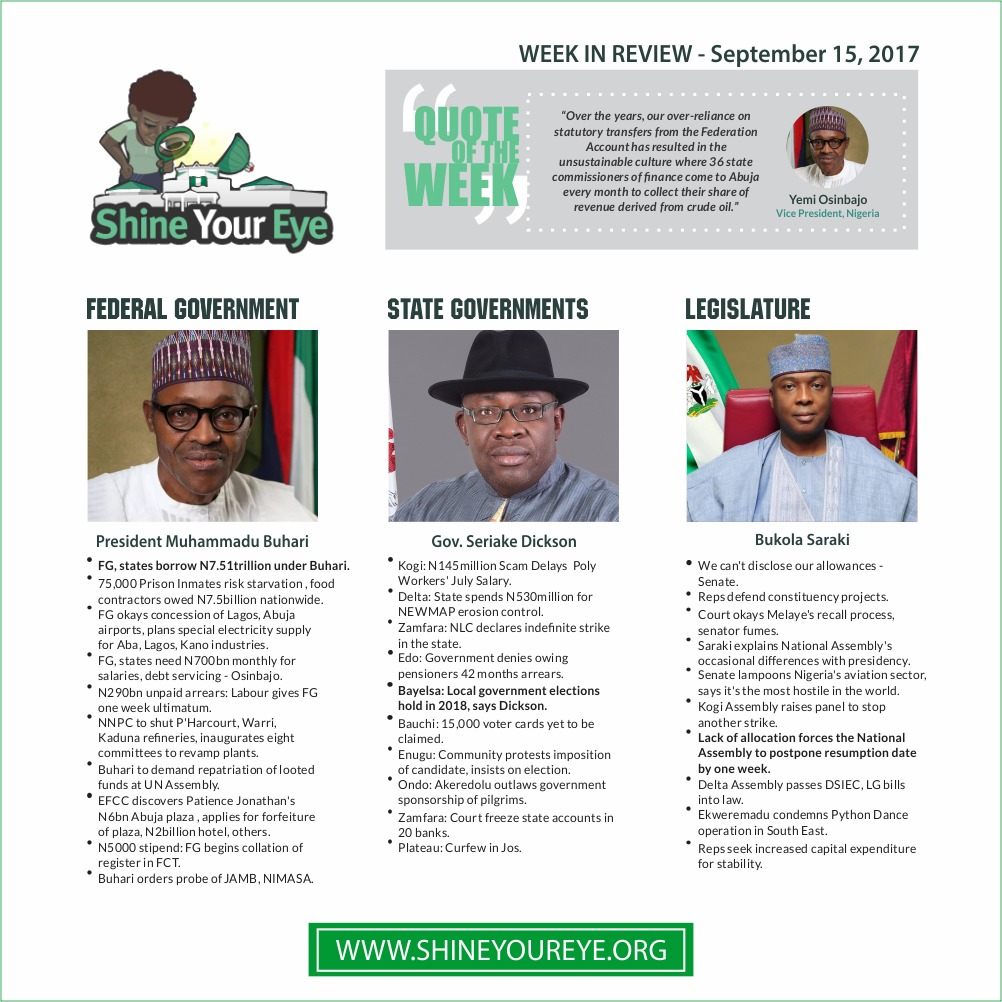 WEEK IN REVIEW - September 15, 2017
Shine Your Eye
QUOTE
OF THE
WEEK
“Over the years, our over-reliance on
statutory transfers from the Federation
Account has resulted in the
unsustainable culture where 36 state
commissioners of finance come to Abuja
every month to collect their share of
revenue derived from crude oil.”
Yemi Osinbajo
Vice President, Nigeria
FEDERAL GOVERNMENT
President Muhammadu Buhari
• FG, states borrow N7.51trillion under Buhari.
• 75,000 Prison Inmates risk starvation , food
contractors owed N7.5billion nationwide.
• FG okays concession of Lagos, Abuja
airports, plans special electricity supply
for Aba, Lagos, Kano industries.
• FG, states need N700bn monthly for
salaries, debt servicing - Osinbajo.
• N290bn unpaid arrears: Labour gives FG
one week ultimatum.
• NNPC to shut P'Harcourt, Warri,
Kaduna refineries, inaugurates eight
committees to revamp plants.
• Buhari to demand repatriation of looted
funds at UN Assembly.
• EFCC discovers Patience Jonathan's
N6bn Abuja plaza , applies for forfeiture
of plaza, N2billion hotel, others.
• N5000 stipend: FG begins collation of
register in FCT.
• Buhari orders probe of JAMB, NIMASA.
STATE GOVERNMENTS
Gov. Seriake Dickson
• Kogi: N145million Scam Delays Poly
Workers' July Salary.
• Delta: State spends N530million for
NEWMAP erosion control.
• Zamfara: NLC declares indefinite strike
in the state.
• Edo: Government denies owing
pensioners 42 months arrears.
• Bayelsa: Local government elections
hold in 2018, says Dickson.
• Bauchi: 15,000 voter cards yet to be
claimed.
• Enugu: Community protests imposition
of candidate, insists on election.
• Ondo: Akeredolu outlaws government
sponsorship of pilgrims.
• Zamfara: Court freeze state accounts in
20 banks.
• Plateau: Curfew in Jos.
LEGISLATURE
Bukola Saraki
• We can't disclose our allowances -
Senate.
• Reps defend constituency projects.
• Court okays Melaye's recall process,
senator fumes.
• Saraki explains National Assembly's
occasional differences with presidency.
• Senate lampoons Nigeria's aviation sector,
says it's the most hostile in the world.
• Kogi Assembly raises panel to stop
another strike.
• Lack of allocation forces the National
Assembly to postpone resumption date
by one week.
• Delta Assembly passes DSIEC, LG bills
into law.
• Ekweremadu condemns Python Dance
operation in South East.
• Reps seek increased capital expenditure
for stability.
WWW.SHINEYOUREYE.ORG